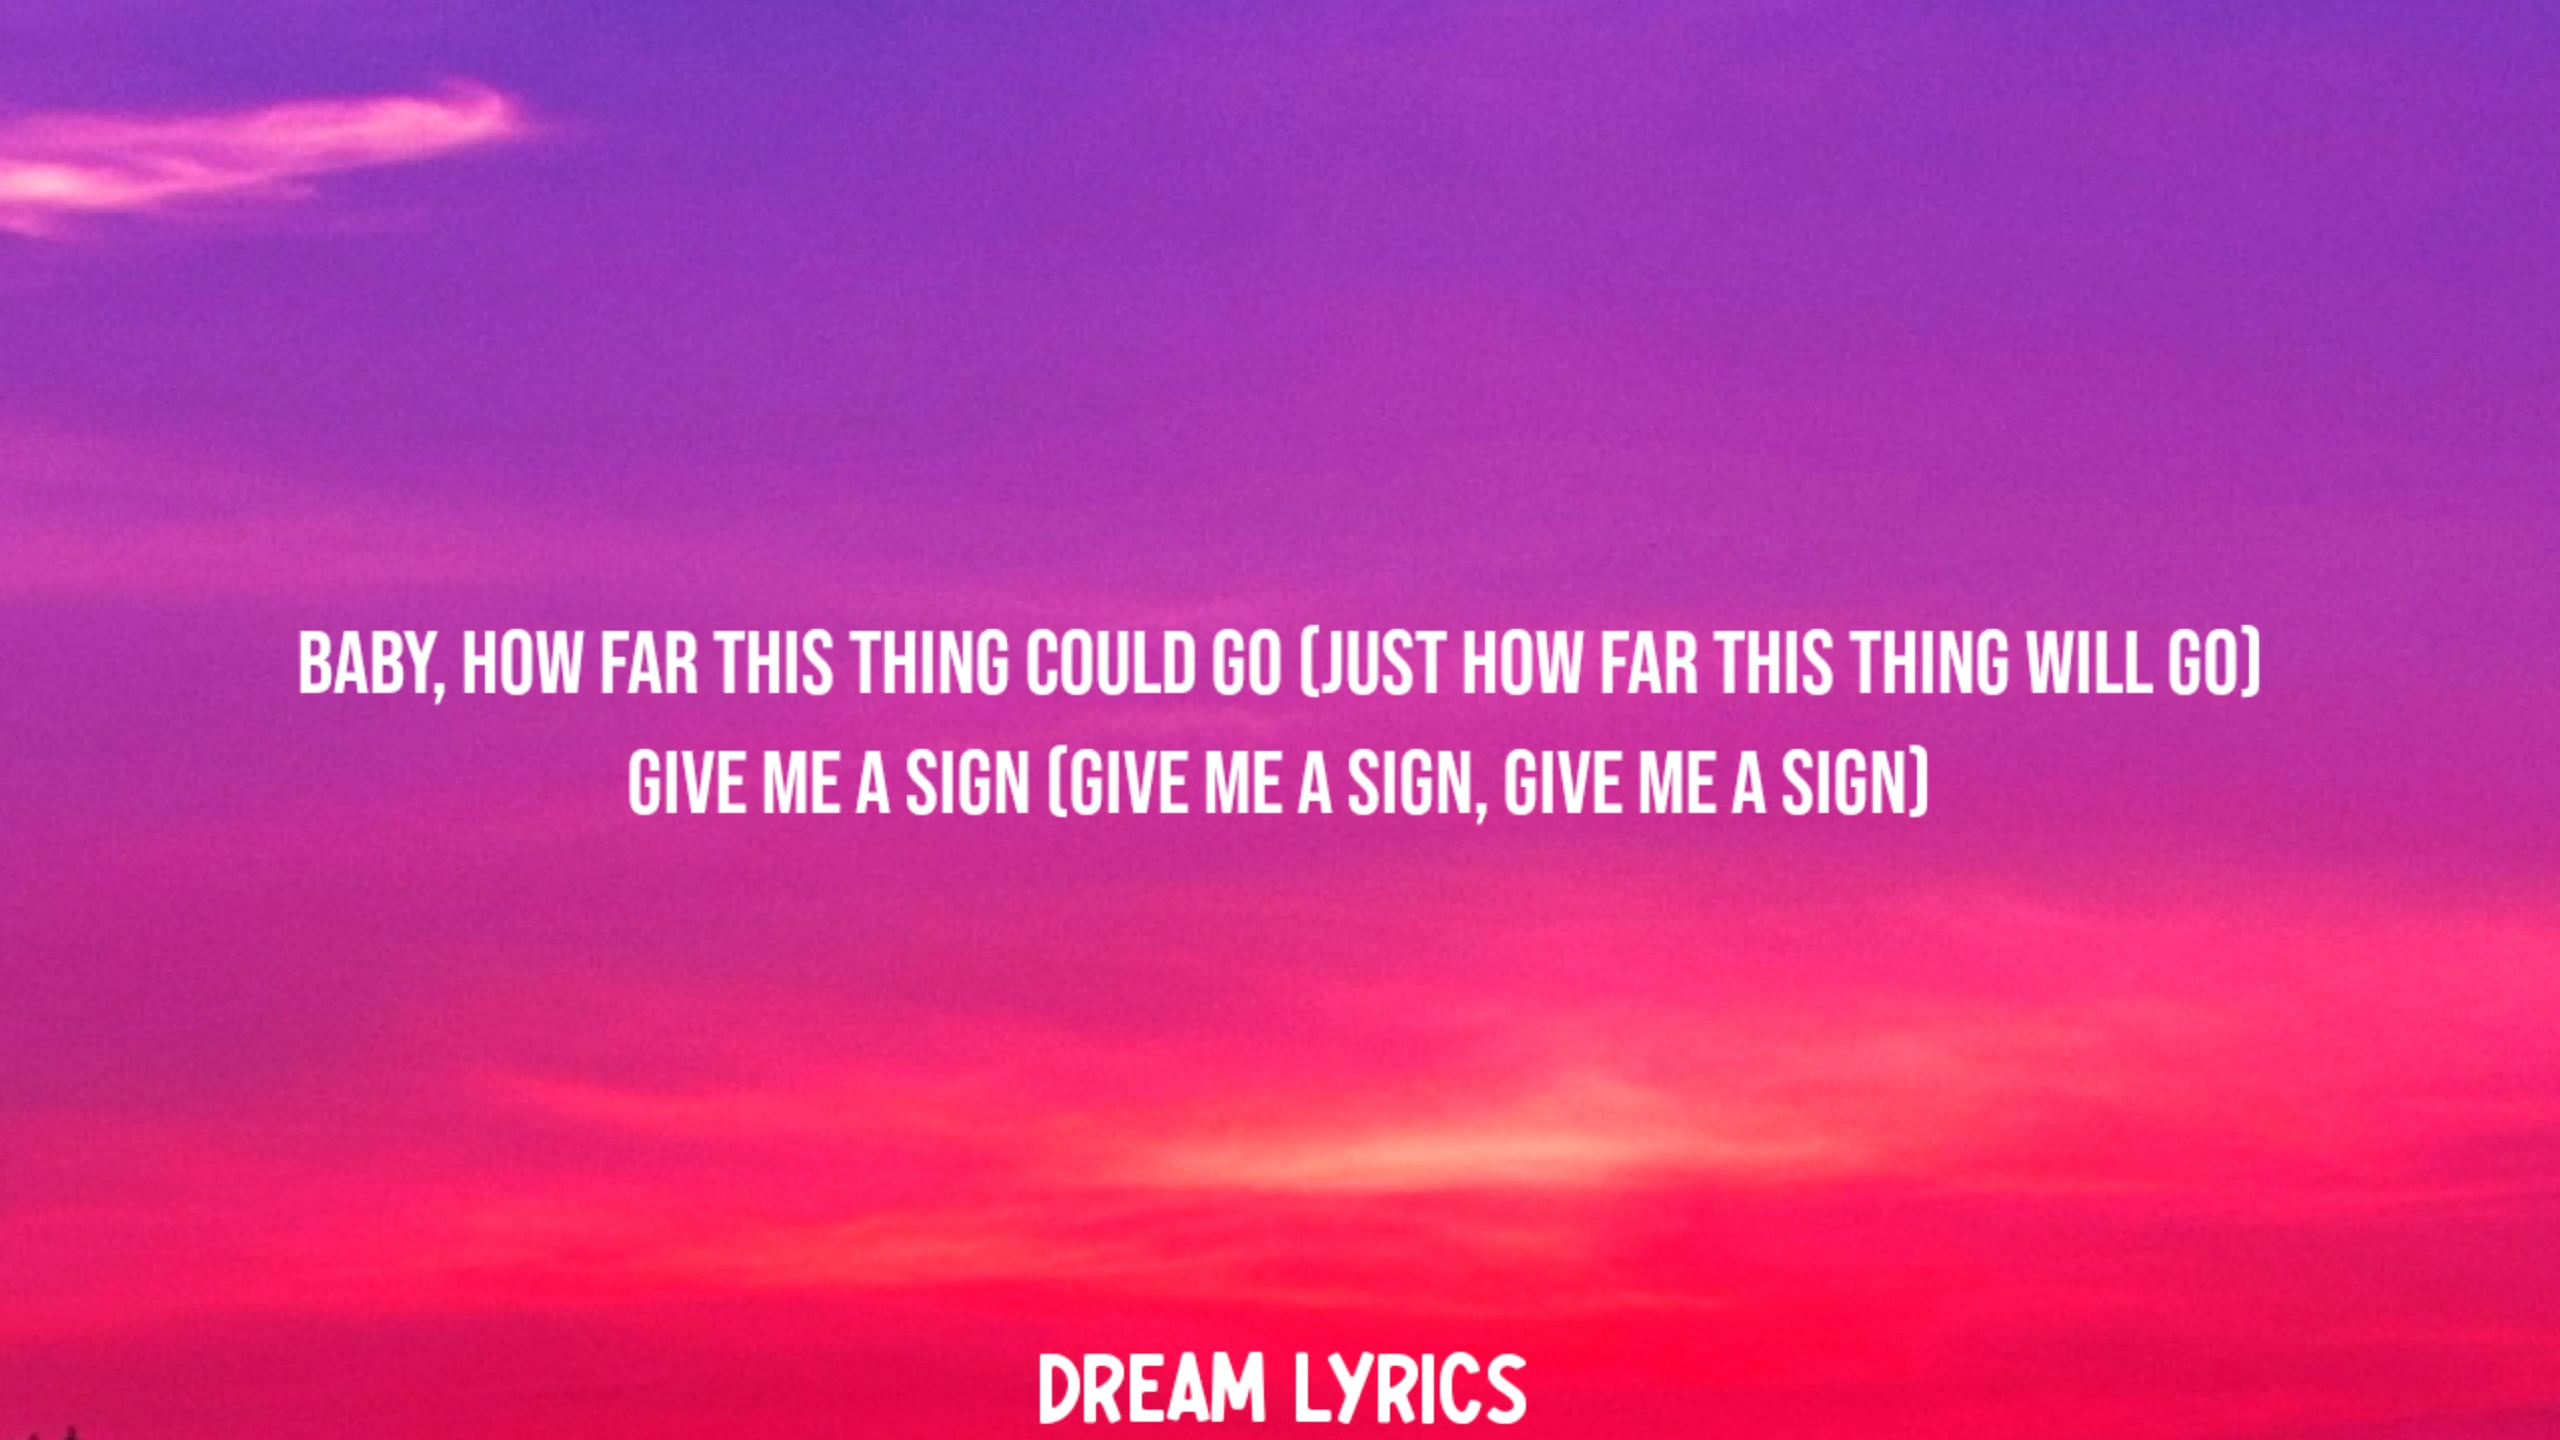 BABY, HOW FAR THIS THING COULD GO (JUST HOW FAR THIS THING WILL GO)
GIVE ME A SIGN (GIVE ME A SIGN, GIVE ME A SIGN)
DREAM LYRICS